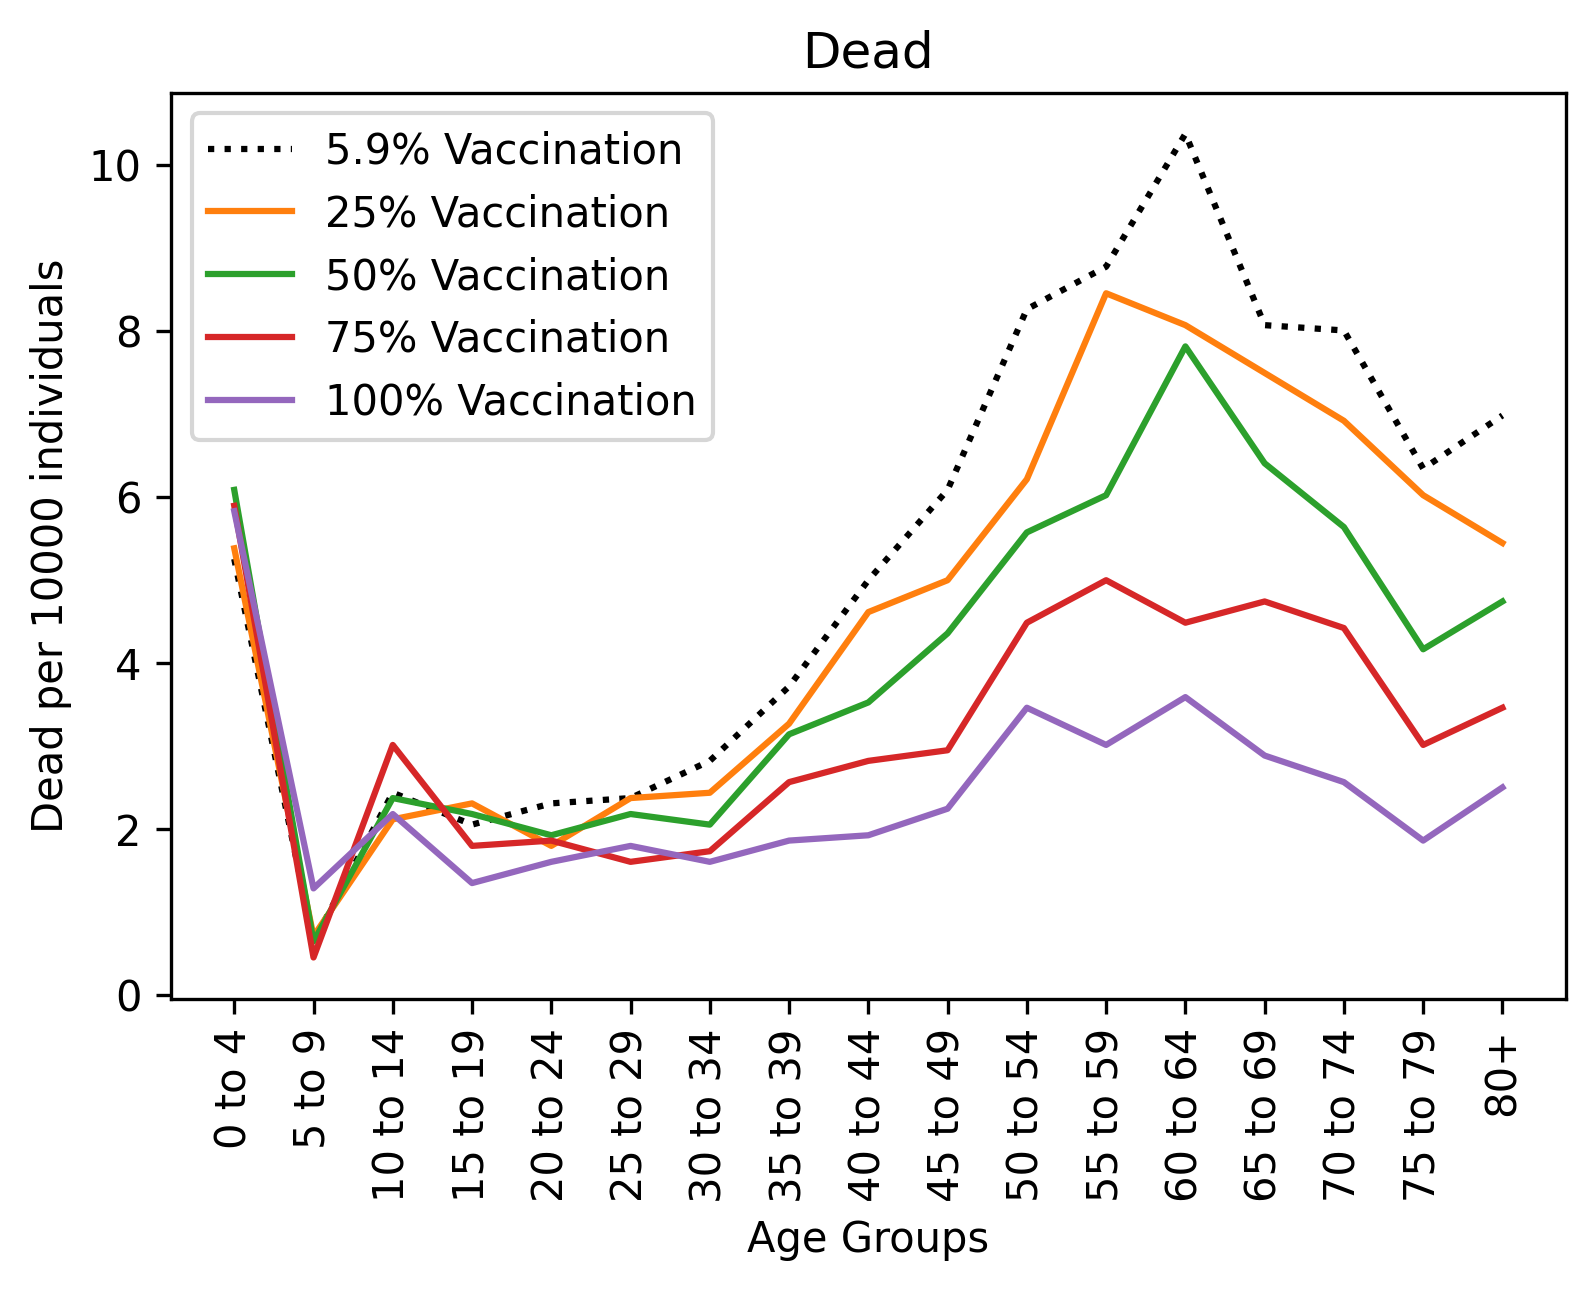 Dead
5.9% Vaccination
25% Vaccination
50% Vaccination
75% Vaccination
100% Vaccination
Dead per 10000 individuals
10
8
6
4
2
0
0 to 4
5 to 9
10 to 14
15 to 19
20 to 24
25 to 29
30 to 34
35 to 39
40 to 44
45 to 49
50 to 54
55 to 59
60 to 64
65 to 69
70 to 74
75 to 79
80+
Age Groups